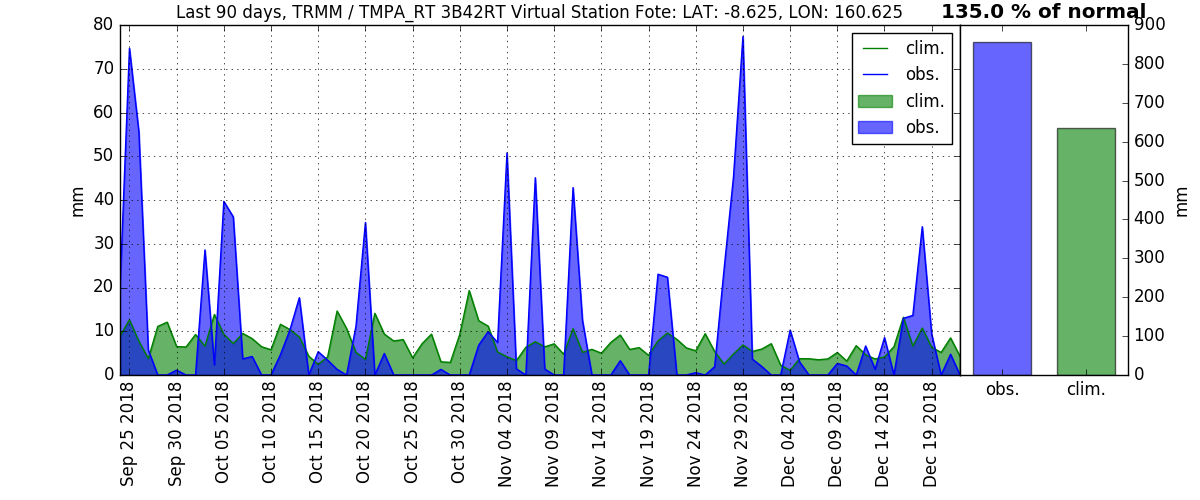 Last 90 days, TRMM / TMPA_RT 3B42RT Virtual Station Fote: LAT: -8.625, LON: 160.625
135.0 % of normal
80
70
60
50
40
30
20
10
0
mm
clim.
obs.
clim.
obs.
900
800
700
600
500
400
300
200
100
0
mm
obs.
clim.
Sep 25 2018
Sep 30 2018
Oct 05 2018
Oct 10 2018
Oct 15 2018
Oct 20 2018
Oct 25 2018
Oct 30 2018
Nov 04 2018
Nov 09 2018
Nov 14 2018
Nov 19 2018
Nov 24 2018
Nov 29 2018
Dec 04 2018
Dec 09 2018
Dec 14 2018
Dec 19 2018